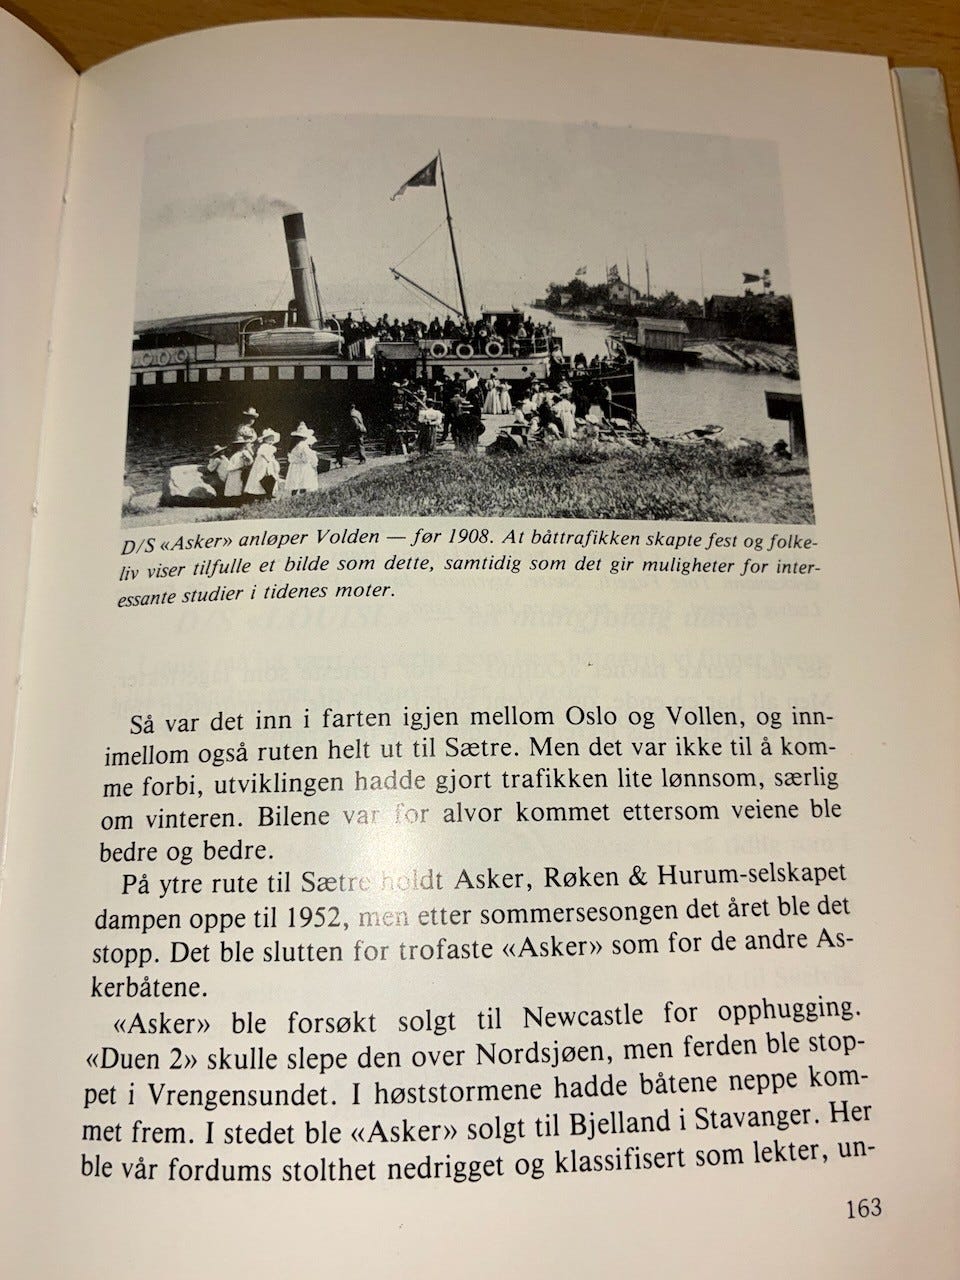 D/S «Asker» anløper Volden — før 1908. At båttrafikken skapte fest og folke-
liv viser tilfulle et bilde som dette, samtidig som det gir muligheter for inter-
essante studier i tidenes moter.
Så var det inn i farten igjen mellom Oslo og Vollen, og inn-
imellom også ruten helt ut til Sætre. Men det var ikke til å kom-
me forbi, utviklingen hadde gjort trafikken lite lønnsom, særlig
om vinteren. Bilene var for alvor kommet ettersom veiene ble
bedre og bedre.
På ytre rute til Sætre holdt Asker, Røken & Hurum-selskapet
dampen oppe til 1952, men etter sommersesongen det året ble det
stopp. Det ble slutten for trofaste «Asker» som for de andre As-
kerbåtene.
«Asker» ble forsøkt solgt til Newcastle for opphugging.
«Duen 2» skulle slepe den over Nordsjøen, men ferden ble stop-
pet i Vrengensundet. I høststormene hadde båtene neppe kom-
met frem. I stedet ble «Asker» solgt til Bjelland i Stavanger. Her
ble vår fordums stolthet nedrigget og klassifisert som lekter, un-
163